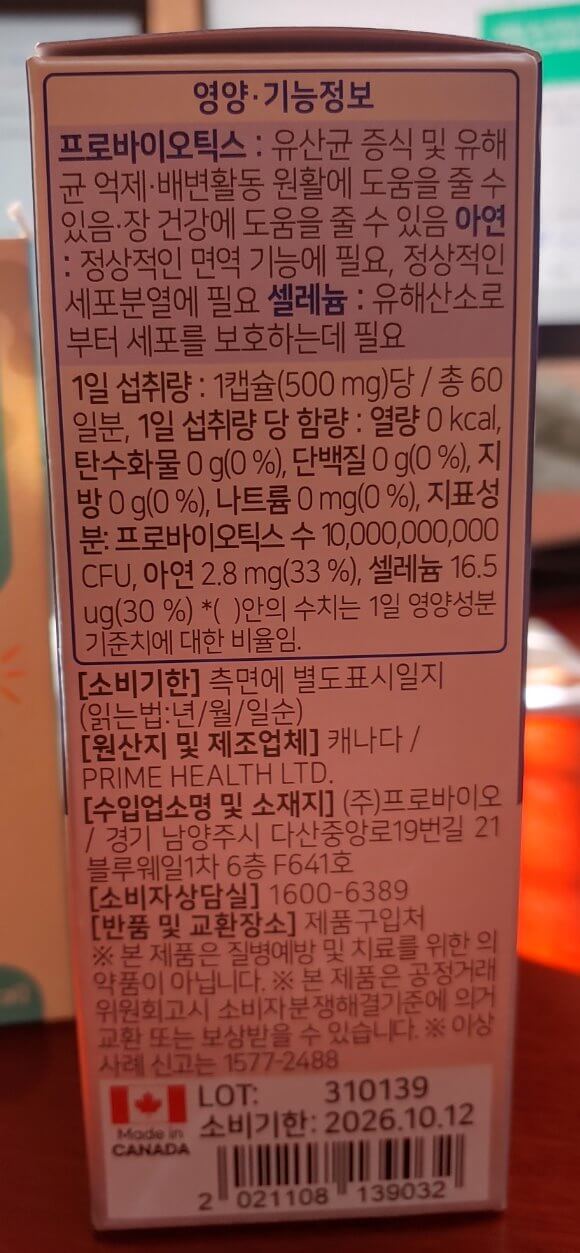 영양·기능정보
프로바이오틱스 : 유산균 증식 및 유해
균 억제·배변활동 원활에 도움을 줄 수
있음·장 건강에 도움을 줄 수 있음 아연
: 정상적인 면역 기능에 필요, 정상적인
세포분열에 필요 셀레늄 : 유해산소로
부터 세포를 보호하는데 필요
1일 섭취량 : 1캡슐(500 mg)당 / 총 60
일분, 1일 섭취량 당 함량 : 열량 0 kcal,
탄수화물 0 g(0 %), 단백질 0 g(0 %), 지
방 0 g(0 %), 나트륨 0 mg(0 %), 지표성
분: 프로바이오틱스 수 10,000,000,000
CFU, 아연 2.8 mg(33 %), 셀레늄 16.5
ug(30 %) *( )안의 수치는 1일 영양성분
기준치에 대한 비율임.
[소비기한] 측면에 별도표시일지
(읽는법:년/월/일순)
[원산지 및 제조업체] 캐나다 /
PRIME HEALTH LTD.
[수입업소명 및 소재지] (주)프로바이오
/ 경기 남양주시 다산중앙로19번길 21
블루웨일1차 6층 F641호
[소비자상담실] 1600-6389
[반품 및 교환장소] 제품구입처
※ 본 제품은 질병예방 및 치료를 위한 의
약품이 아닙니다. ※ 본 제품은 공정거래
위원회고시 소비자분쟁해결기준에 의거
교환 또는 보상받을 수 있습니다. ※ 이상
사례 신고는 1577-2488
LOT: 310139
소비기한: 2026.10.12
Made in
CANADA
2 021108 139032